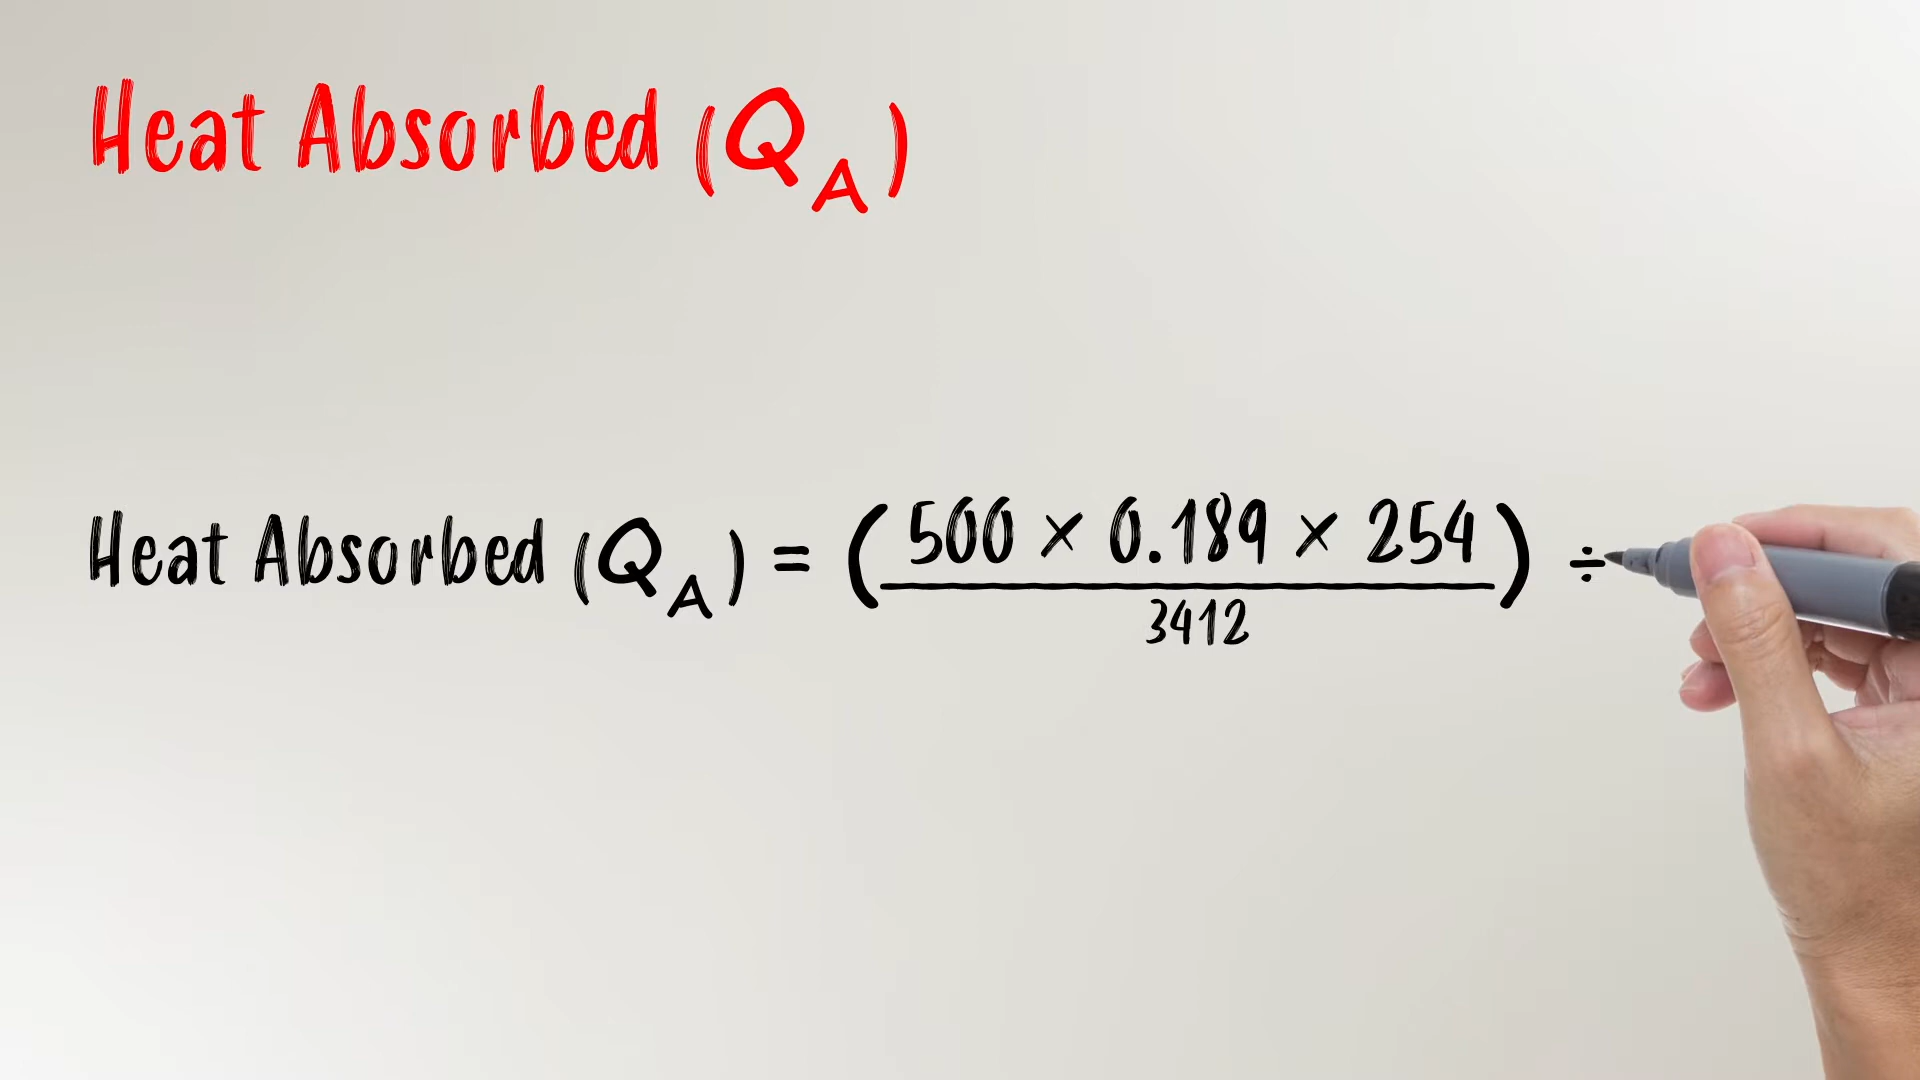 Heat Absorbed (QA)
Heat Absorbed (QA) = (500 × 0.189 × 254) ÷
3412